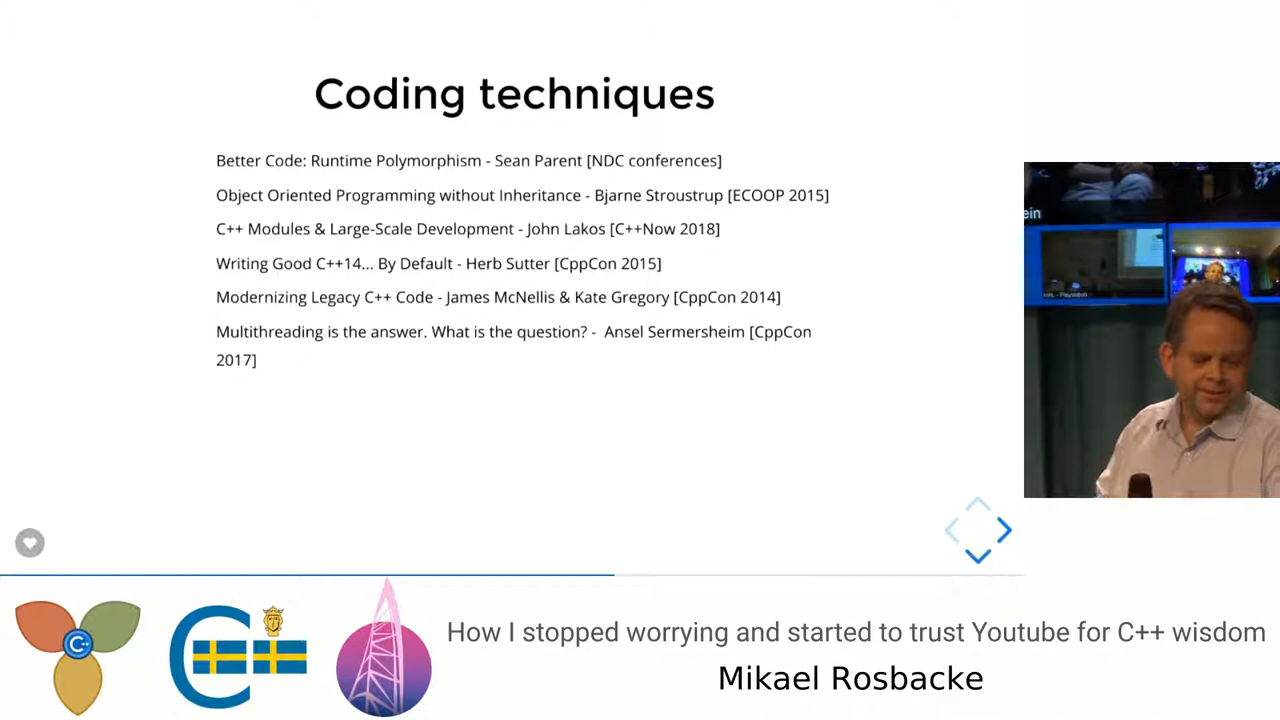 Coding techniques
Better Code: Runtime Polymorphism - Sean Parent [NDC conferences]
Object Oriented Programming without Inheritance - Bjarne Stroustrup [ECOOP 2015]
C++ Modules & Large-Scale Development - John Lakos [C++Now 2018]
Writing Good C++14... By Default - Herb Sutter [CppCon 2015]
Modernizing Legacy C++ Code - James McNellis & Kate Gregory [CppCon 2014]
Multithreading is the answer. What is the question? - Ansel Sermersheim [CppCon
2017]
ein
C++
C
How I stopped worrying and started to trust Youtube for C++ wisdom
Mikael Rosbacke